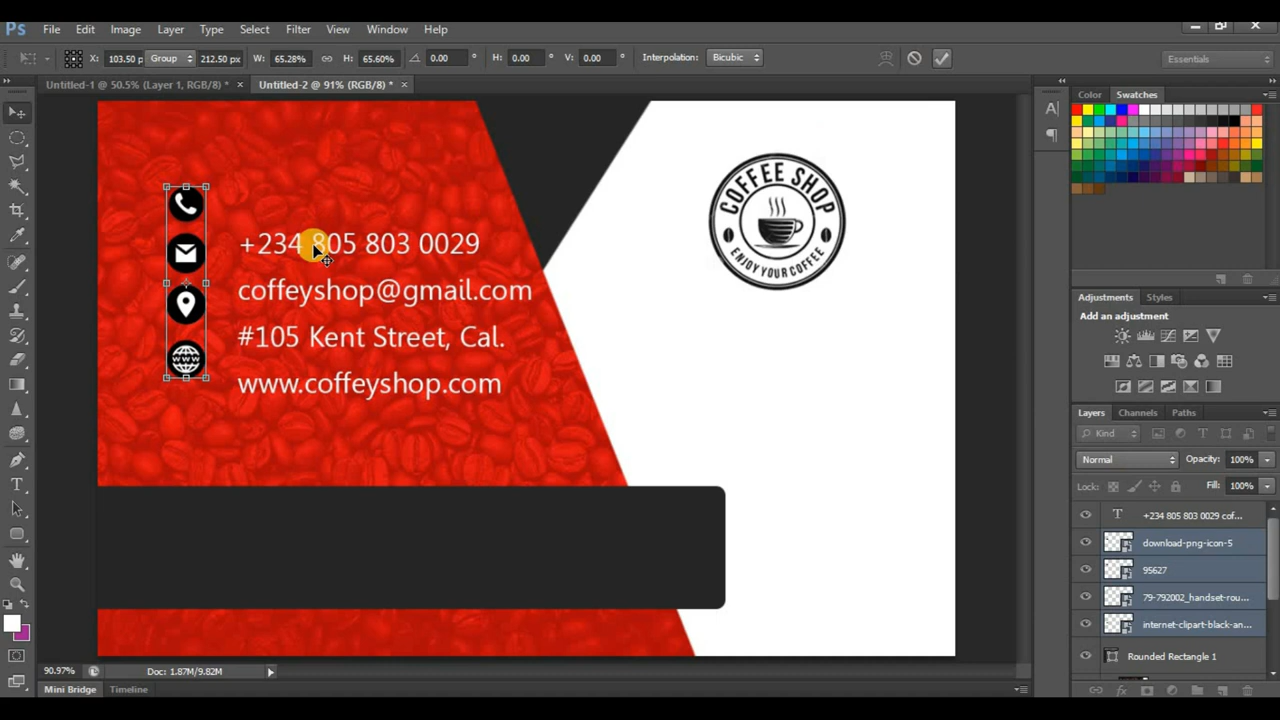 Ps File Edit Image Layer Type Select Filter View Window Help
X: 103.50 p Group 212.50 px W: 65.28% H: 65.60% 0.00 ° H: 0.00 ° V: 0.00 ° Interpolation: Bicubic Essentials
Untitled-1 @ 50.5% (Layer 1, RGB/8) * × Untitled-2 @ 91% (RGB/8) * ×
Color Swatches
COFFEE SHOP
ENJOY YOUR COFFEE
+234 805 803 0029
coffeyshop@gmail.com
#105 Kent Street, Cal.
www.coffeyshop.com
WWW
Adjustments Styles
Add an adjustment
Layers Channels Paths
Kind
Normal Opacity: 100%
Lock: Fill: 100%
T +234 805 803 0029 cof...
download-png-icon-5
95627
79-792002_handset-rou...
internet-clipart-black-an...
Rounded Rectangle 1
90.97% Doc: 1.87M/9.82M
Mini Bridge Timeline